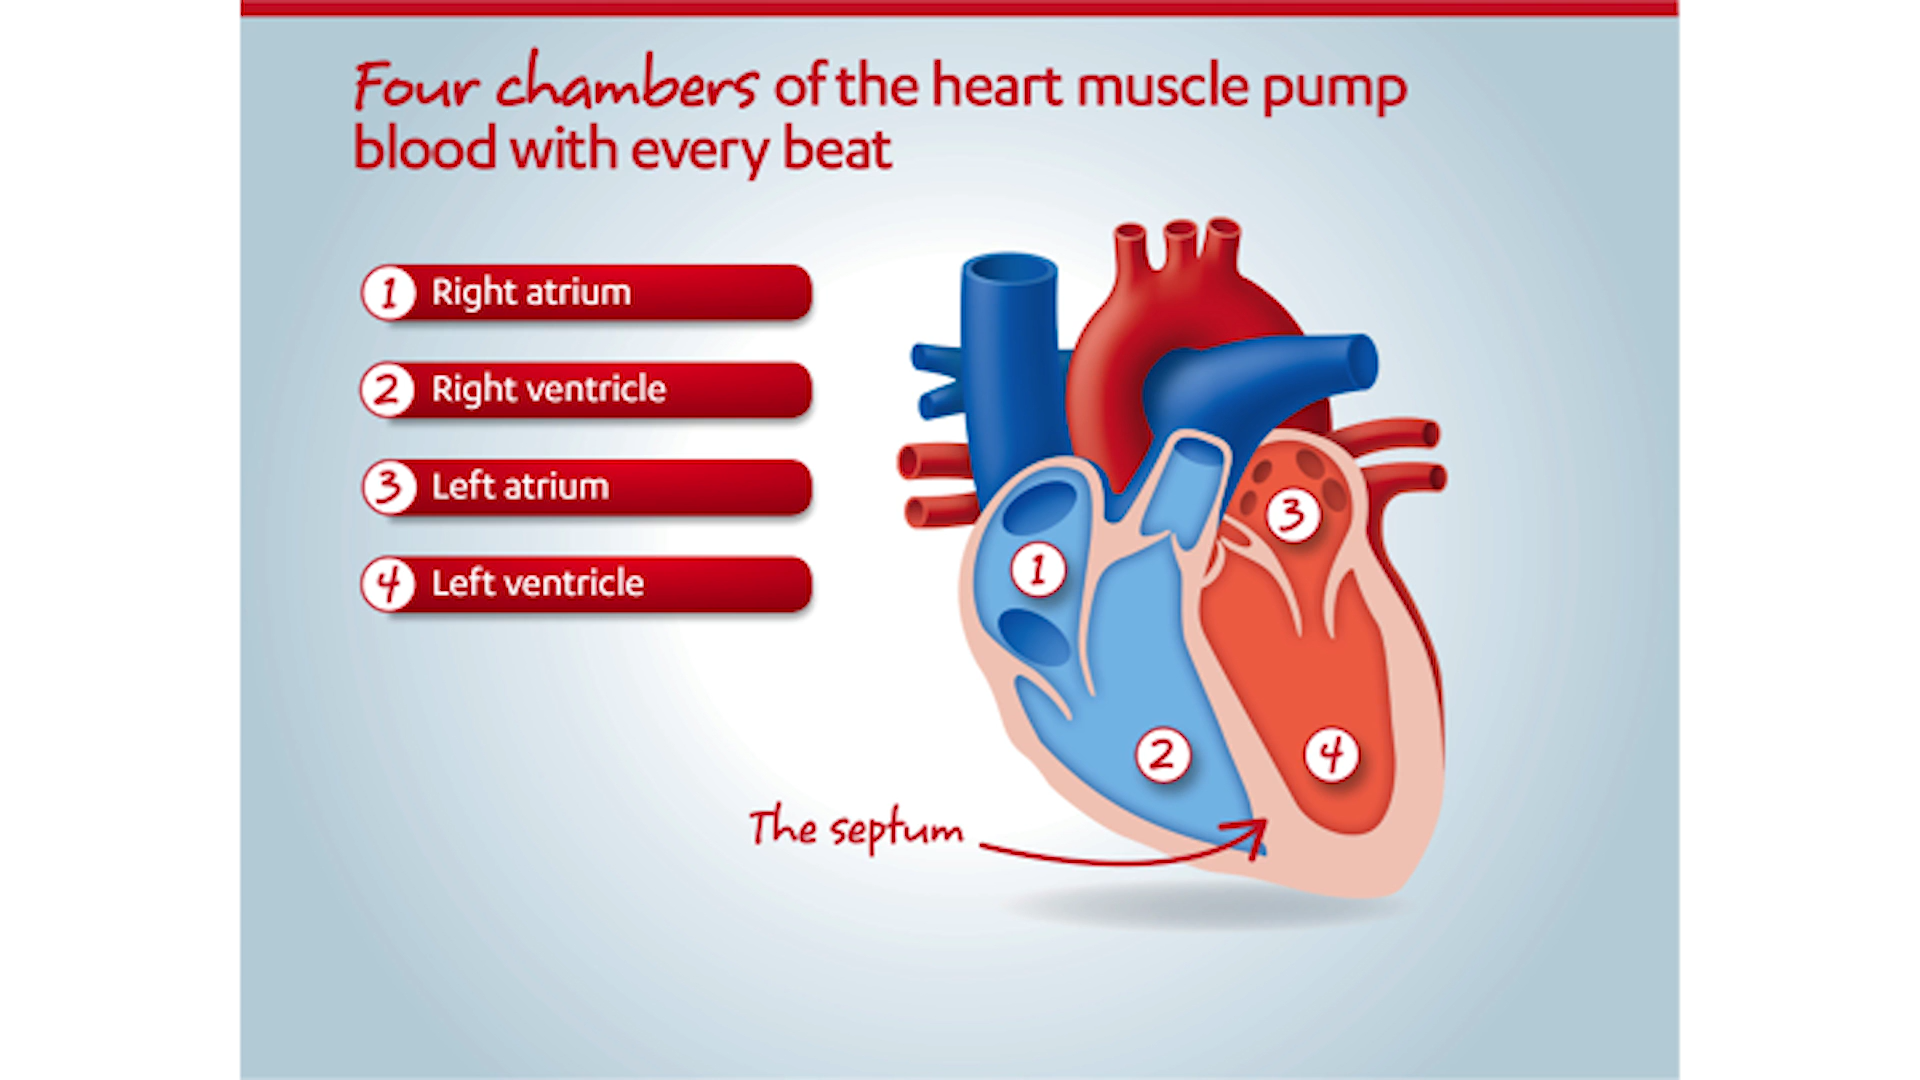 Four chambers of the heart muscle pump
blood with every beat
1 Right atrium
2 Right ventricle
3 Left atrium
4 Left ventricle
3
1
2
4
The septum